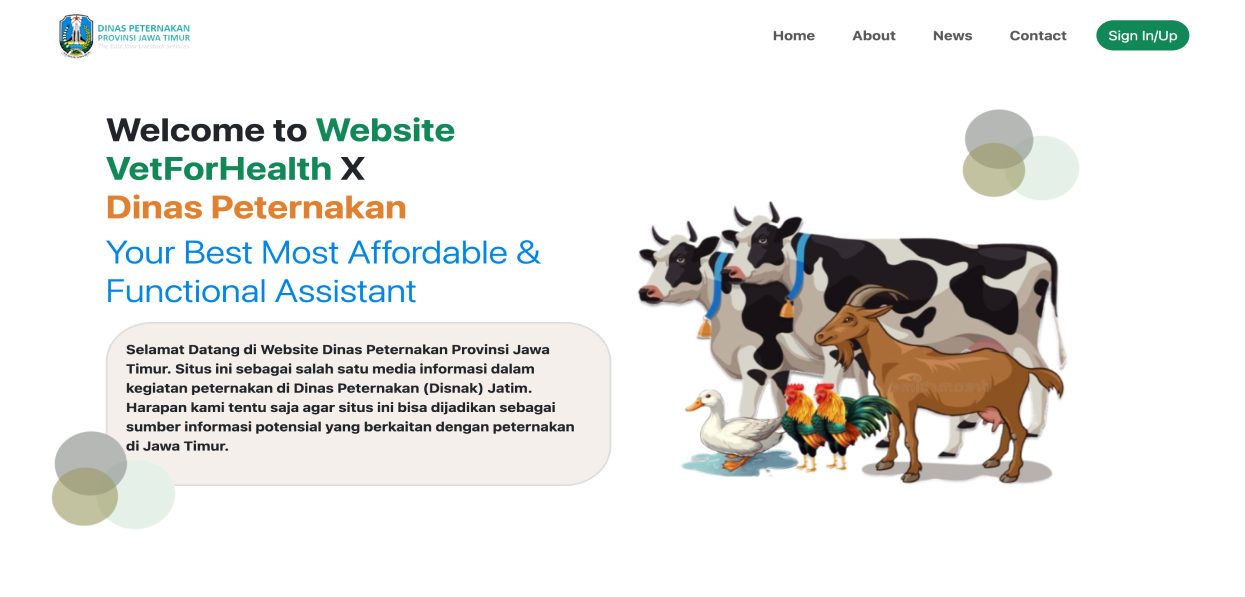 DINAS PETERNAKAN
PROVINSI JAWA TIMUR
The East Java Livestock Services
Home About News Contact Sign In/Up
Welcome to Website
VetForHealth X
Dinas Peternakan
Your Best Most Affordable &
Functional Assistant
Selamat Datang di Website Dinas Peternakan Provinsi Jawa
Timur. Situs ini sebagai salah satu media informasi dalam
kegiatan peternakan di Dinas Peternakan (Disnak) Jatim.
Harapan kami tentu saja agar situs ini bisa dijadikan sebagai
sumber informasi potensial yang berkaitan dengan peternakan
di Jawa Timur.